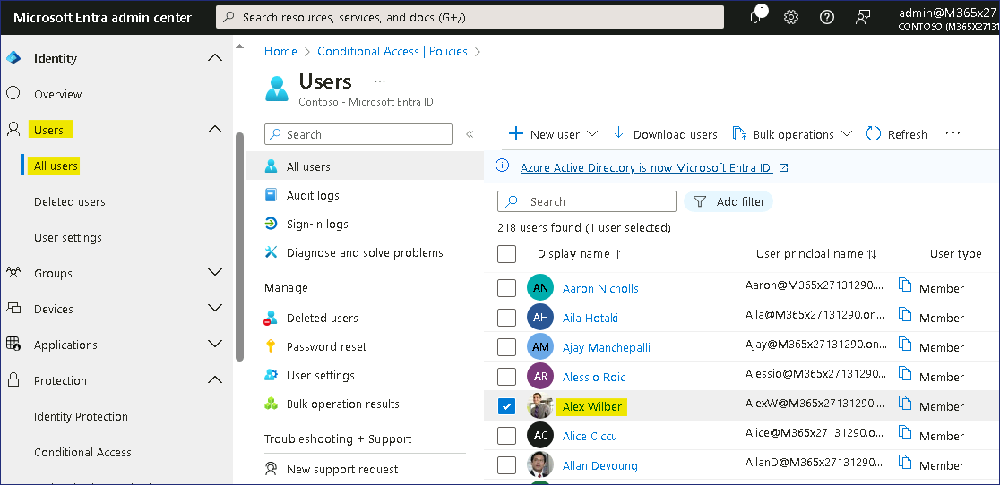 Microsoft Entra admin center
Search resources, services, and docs (G+/)
1
admin@M365x27
CONTOSO (M365X27131
Identity
Overview
Users
All users
Deleted users
User settings
Groups
Devices
Applications
Protection
Identity Protection
Conditional Access
Home > Conditional Access | Policies >
Users ...
Contoso - Microsoft Entra ID
Search «
All users
Audit logs
Sign-in logs
Diagnose and solve problems
Manage
Deleted users
Password reset
User settings
Bulk operation results
Troubleshooting + Support
New support request
New user
Download users
Bulk operations
Refresh
...
Azure Active Directory is now Microsoft Entra ID.
Search
Add filter
218 users found (1 user selected)
Display name ↑ User principal name ↑↓ User type
AN Aaron Nicholls Aaron@M365x27131290.... Member
AH Aila Hotaki Aila@M365x27131290.on... Member
AM Ajay Manchepalli Ajay@M365x27131290.on... Member
AR Alessio Roic Alessio@M365x27131290.... Member
Alex Wilber AlexW@M365x27131290.... Member
AC Alice Ciccu Alice@M365x27131290.on... Member
Allan Deyoung AllanD@M365x27131290.... Member